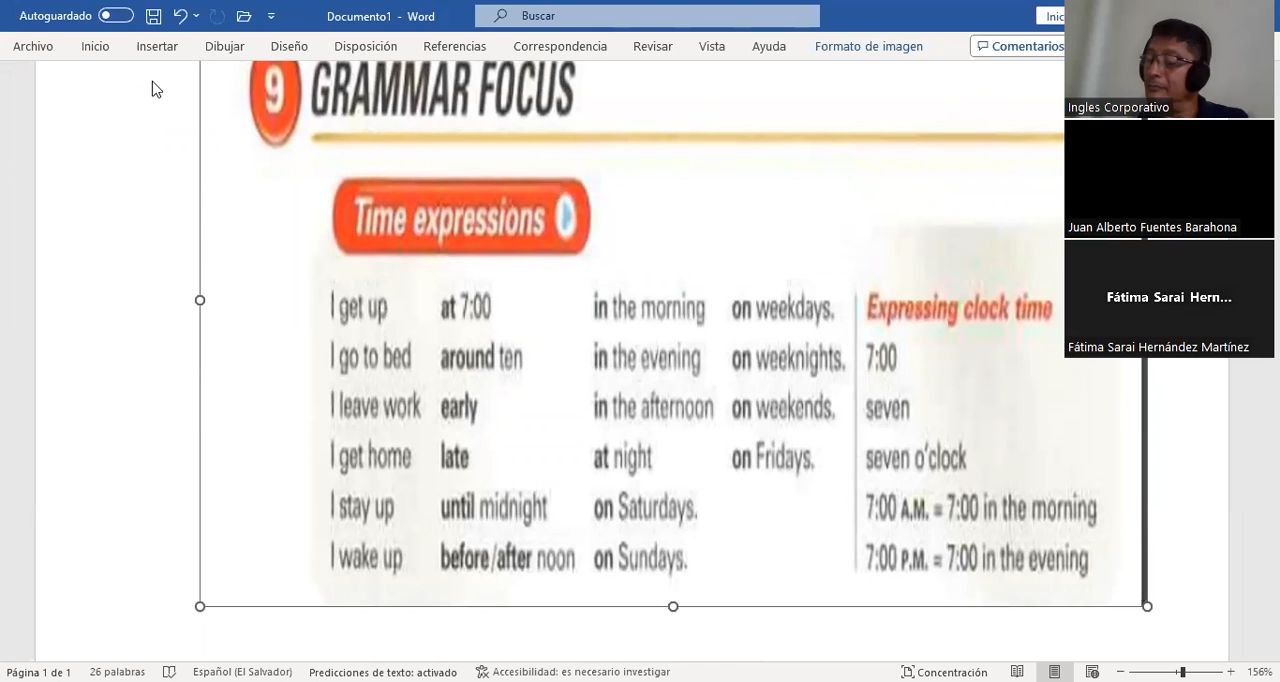 Autoguardado
Documento1 - Word
Buscar
Archivo Inicio Insertar Dibujar Diseño Disposición Referencias Correspondencia Revisar Vista Ayuda Formato de imagen Comentarios
Ingles Corporativo
Juan Alberto Fuentes Barahona
Fátima Sarai Hern...
Fátima Sarai Hernández Martínez
9 GRAMMAR FOCUS
Time expressions
I get up at 7:00 in the morning on weekdays.
I go to bed around ten in the evening on weeknights.
I leave work early in the afternoon on weekends.
I get home late at night on Fridays.
I stay up until midnight on Saturdays.
I wake up before/after noon on Sundays.
Expressing clock time
7:00
seven
seven o'clock
7:00 A.M. = 7:00 in the morning
7:00 P.M. = 7:00 in the evening
Página 1 de 1 26 palabras Español (El Salvador) Predicciones de texto: activado Accesibilidad: es necesario investigar Concentración 156%